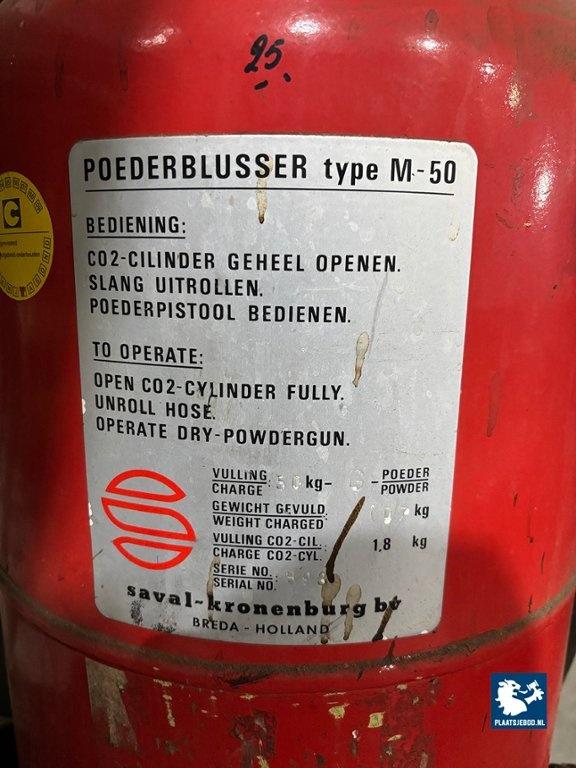 25.
POEDERBLUSSER type M-50
BEDIENING:
CO2-CILINDER GEHEEL OPENEN.
SLANG UITROLLEN.
POEDERPISTOOL BEDIENEN.
TO OPERATE:
OPEN CO2-CYLINDER FULLY.
UNROLL HOSE.
OPERATE DRY-POWDERGUN.
VULLING
CHARGE : 50 kg- - POEDER
POWDER
GEWICHT GEVULD.
WEIGHT CHARGED kg
VULLING CO2-CIL.
CHARGE CO2-CYL. 1,8 kg
SERIE NO.
SERIAL NO.
saval-kronenburg bv
BREDA - HOLLAND
C
PLAATSJEBOD.NL